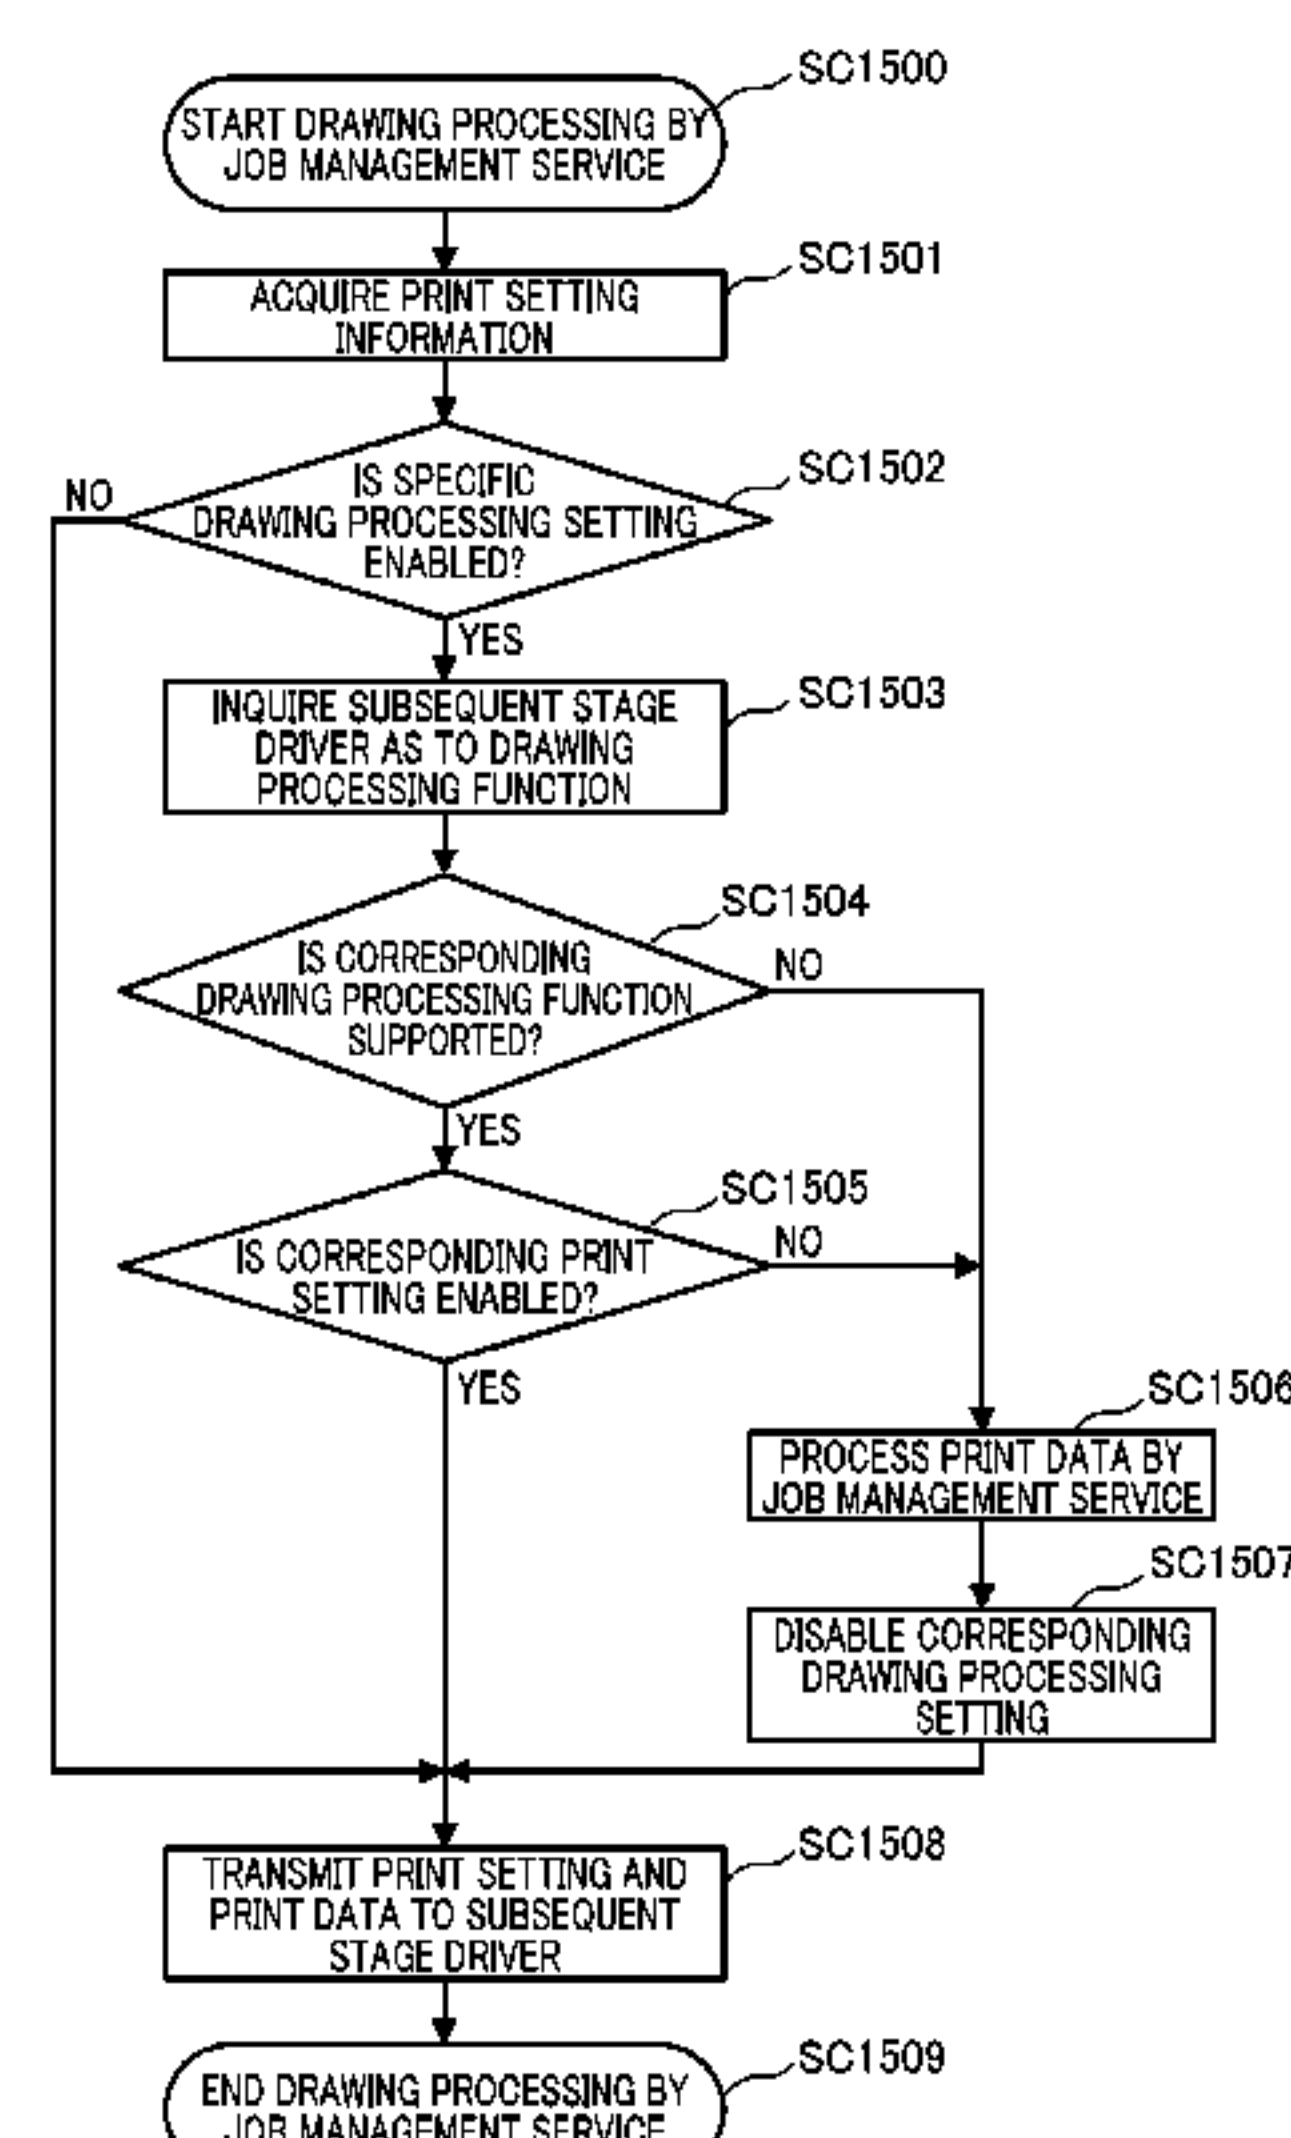 SC1500
START DRAWING PROCESSING BY
JOB MANAGEMENT SERVICE
SC1501
ACQUIRE PRINT SETTING
INFORMATION
SC1502
NO
IS SPECIFIC
DRAWING PROCESSING SETTING
ENABLED?
YES
SC1503
INQUIRE SUBSEQUENT STAGE
DRIVER AS TO DRAWING
PROCESSING FUNCTION
SC1504
IS CORRESPONDING
DRAWING PROCESSING FUNCTION
SUPPORTED?
NO
YES
SC1505
IS CORRESPONDING PRINT
SETTING ENABLED?
NO
YES
SC1506
PROCESS PRINT DATA BY
JOB MANAGEMENT SERVICE
SC1507
DISABLE CORRESPONDING
DRAWING PROCESSING
SETTING
SC1508
TRANSMIT PRINT SETTING AND
PRINT DATA TO SUBSEQUENT
STAGE DRIVER
SC1509
END DRAWING PROCESSING BY
JOB MANAGEMENT SERVICE